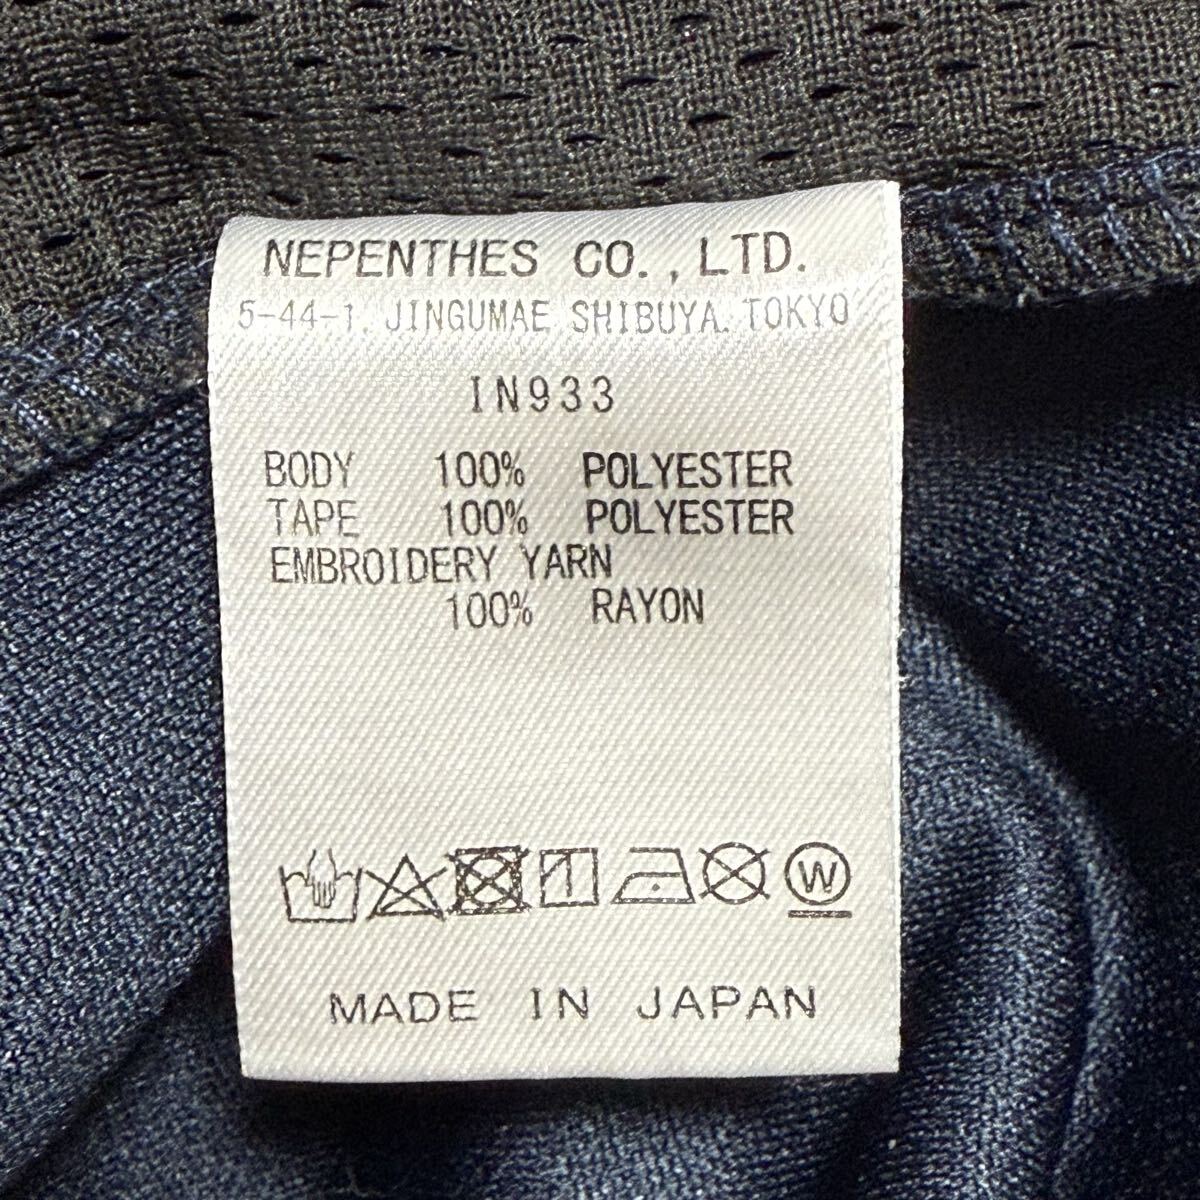 NEPENTHES CO., LTD.
5-44-1. JINGUMAE SHIBUYA. TOKYO
IN933
BODY 100% POLYESTER
TAPE 100% POLYESTER
EMBROIDERY YARN
100% RAYON
W
MADE IN JAPAN